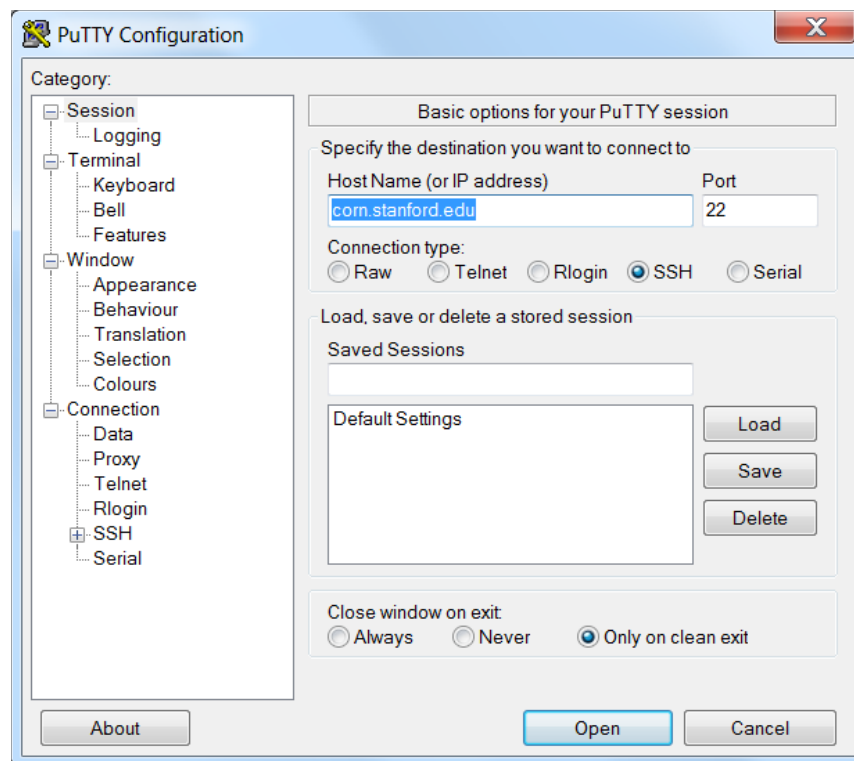 PuTTY Configuration
X
Category:
Session
Logging
Terminal
Keyboard
Bell
Features
Window
Appearance
Behaviour
Translation
Selection
Colours
Connection
Data
Proxy
Telnet
Rlogin
SSH
Serial
Basic options for your PuTTY session
Specify the destination you want to connect to
Host Name (or IP address) Port
corn.stanford.edu 22
Connection type:
Raw Telnet Rlogin SSH Serial
Load, save or delete a stored session
Saved Sessions
Default Settings
Load
Save
Delete
Close window on exit:
Always Never Only on clean exit
About Open Cancel